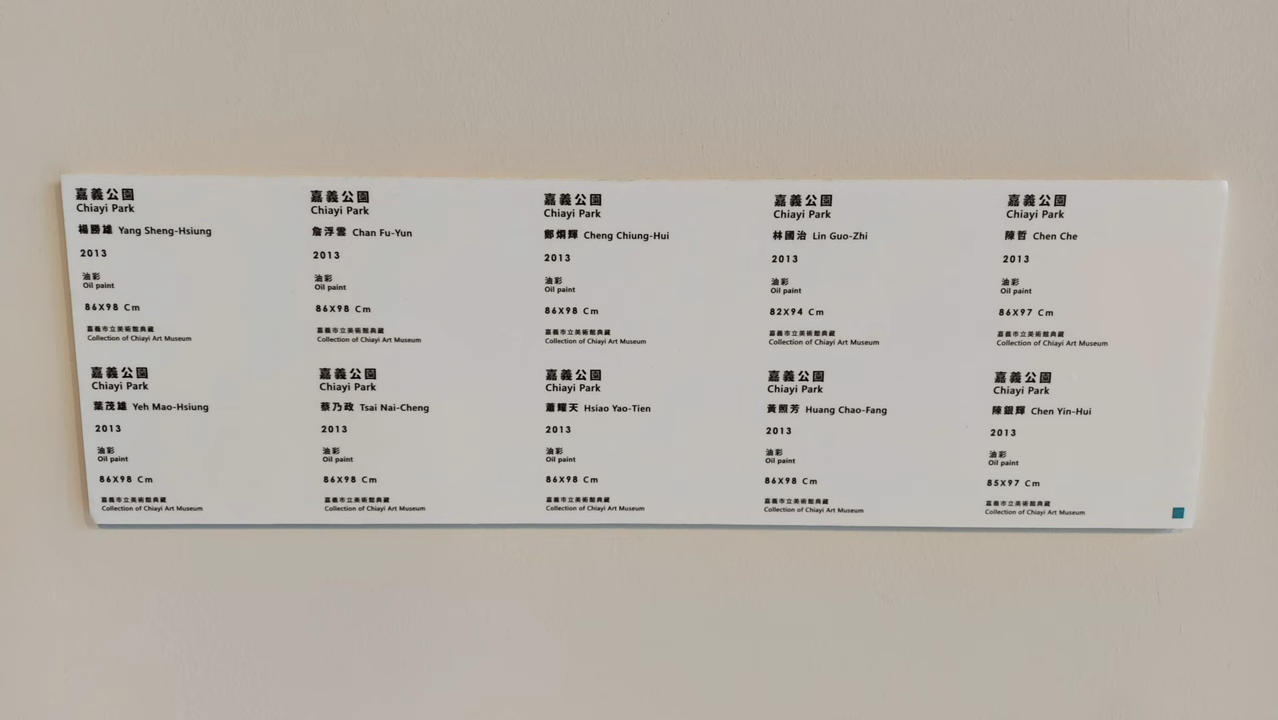 嘉義公園
Chiayi Park
楊勝雄 Yang Sheng-Hsiung
2013
油彩
Oil paint
86X98 Cm
嘉義市立美術館典藏
Collection of Chiayi Art Museum
嘉義公園
Chiayi Park
詹浮雲 Chan Fu-Yun
2013
油彩
Oil paint
86X98 Cm
嘉義市立美術館典藏
Collection of Chiayi Art Museum
嘉義公園
Chiayi Park
鄭烱輝 Cheng Chiung-Hui
2013
油彩
Oil paint
86X98 Cm
嘉義市立美術館典藏
Collection of Chiayi Art Museum
嘉義公園
Chiayi Park
林國治 Lin Guo-Zhi
2013
油彩
Oil paint
82X94 Cm
嘉義市立美術館典藏
Collection of Chiayi Art Museum
嘉義公園
Chiayi Park
陳哲 Chen Che
2013
油彩
Oil paint
86X97 Cm
嘉義市立美術館典藏
Collection of Chiayi Art Museum
嘉義公園
Chiayi Park
葉茂雄 Yeh Mao-Hsiung
2013
油彩
Oil paint
86X98 Cm
嘉義市立美術館典藏
Collection of Chiayi Art Museum
嘉義公園
Chiayi Park
蔡乃政 Tsai Nai-Cheng
2013
油彩
Oil paint
86X98 Cm
嘉義市立美術館典藏
Collection of Chiayi Art Museum
嘉義公園
Chiayi Park
蕭耀天 Hsiao Yao-Tien
2013
油彩
Oil paint
86X98 Cm
嘉義市立美術館典藏
Collection of Chiayi Art Museum
嘉義公園
Chiayi Park
黃照芳 Huang Chao-Fang
2013
油彩
Oil paint
86X98 Cm
嘉義市立美術館典藏
Collection of Chiayi Art Museum
嘉義公園
Chiayi Park
陳銀輝 Chen Yin-Hui
2013
油彩
Oil paint
85X97 Cm
嘉義市立美術館典藏
Collection of Chiayi Art Museum